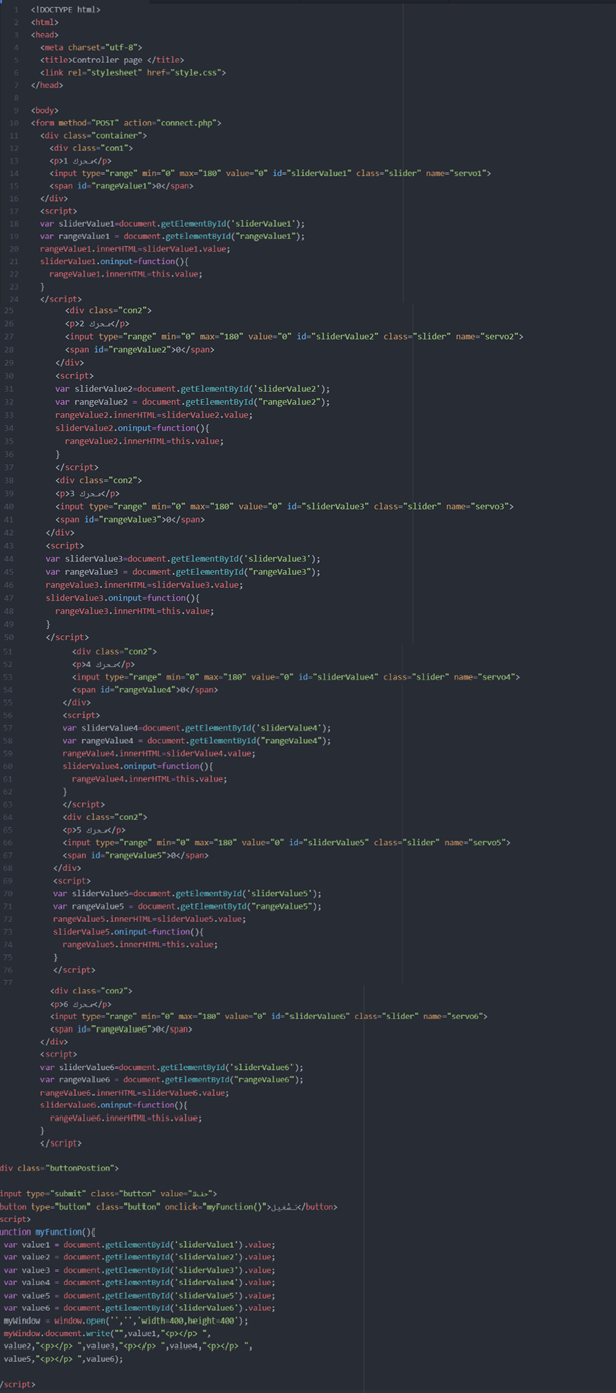 1 <!DOCTYPE html>
2 <html>
3 <head>
4 <meta charset="utf-8">
5 <title>Controller page </title>
6 <link rel="stylesheet" href="style.css">
7 </head>
8
9 <body>
10 <form method="POST" action="connect.php">
11 <div class="container">
12 <div class="con1">
13 <p>محرك 1</p>
14 <input type="range" min="0" max="180" value="0" id="sliderValue1" class="slider" name="servo1">
15 <span id="rangeValue1">0</span>
16 </div>
17 <script>
18 var sliderValue1=document.getElementById('sliderValue1');
19 var rangeValue1 = document.getElementById("rangeValue1");
20 rangeValue1.innerHTML=sliderValue1.value;
21 sliderValue1.oninput=function(){
22 rangeValue1.innerHTML=this.value;
23 }
24 </script>
25 <div class="con2">
26 <p>محرك 2</p>
27 <input type="range" min="0" max="180" value="0" id="sliderValue2" class="slider" name="servo2">
28 <span id="rangeValue2">0</span>
29 </div>
30 <script>
31 var sliderValue2=document.getElementById('sliderValue2');
32 var rangeValue2 = document.getElementById("rangeValue2");
33 rangeValue2.innerHTML=sliderValue2.value;
34 sliderValue2.oninput=function(){
35 rangeValue2.innerHTML=this.value;
36 }
37 </script>
38 <div class="con2">
39 <p>محرك 3</p>
40 <input type="range" min="0" max="180" value="0" id="sliderValue3" class="slider" name="servo3">
41 <span id="rangeValue3">0</span>
42 </div>
43 <script>
44 var sliderValue3=document.getElementById('sliderValue3');
45 var rangeValue3 = document.getElementById("rangeValue3");
46 rangeValue3.innerHTML=sliderValue3.value;
47 sliderValue3.oninput=function(){
48 rangeValue3.innerHTML=this.value;
49 }
50 </script>
51 <div class="con2">
52 <p>محرك 4</p>
53 <input type="range" min="0" max="180" value="0" id="sliderValue4" class="slider" name="servo4">
54 <span id="rangeValue4">0</span>
55 </div>
56 <script>
57 var sliderValue4=document.getElementById('sliderValue4');
58 var rangeValue4 = document.getElementById("rangeValue4");
59 rangeValue4.innerHTML=sliderValue4.value;
60 sliderValue4.oninput=function(){
61 rangeValue4.innerHTML=this.value;
62 }
63 </script>
64 <div class="con2">
65 <p>محرك 5</p>
66 <input type="range" min="0" max="180" value="0" id="sliderValue5" class="slider" name="servo5">
67 <span id="rangeValue5">0</span>
68 </div>
69 <script>
70 var sliderValue5=document.getElementById('sliderValue5');
71 var rangeValue5 = document.getElementById("rangeValue5");
72 rangeValue5.innerHTML=sliderValue5.value;
73 sliderValue5.oninput=function(){
74 rangeValue5.innerHTML=this.value;
75 }
76 </script>
77
<div class="con2">
<p>محرك 6</p>
<input type="range" min="0" max="180" value="0" id="sliderValue6" class="slider" name="servo6">
<span id="rangeValue6">0</span>
</div>
<script>
var sliderValue6=document.getElementById('sliderValue6');
var rangeValue6 = document.getElementById("rangeValue6");
rangeValue6.innerHTML=sliderValue6.value;
sliderValue6.oninput=function(){
rangeValue6.innerHTML=this.value;
}
</script>
div class="buttonPostion">
input type="submit" class="button" value="حفظ">
button type="button" class="button" onclick="myFunction()">تشغيل</button>
script>
unction myFunction(){
var value1 = document.getElementById('sliderValue1').value;
var value2 = document.getElementById('sliderValue2').value;
var value3 = document.getElementById('sliderValue3').value;
var value4 = document.getElementById('sliderValue4').value;
var value5 = document.getElementById('sliderValue5').value;
var value6 = document.getElementById('sliderValue6').value;
myWindow = window.open('','','width=400,height=400');
myWindow.document.write("",value1,"<p></p> ",
value2,"<p></p> ",value3,"<p></p> ",value4,"<p></p> ",
value5,"<p></p> ",value6);
/script>